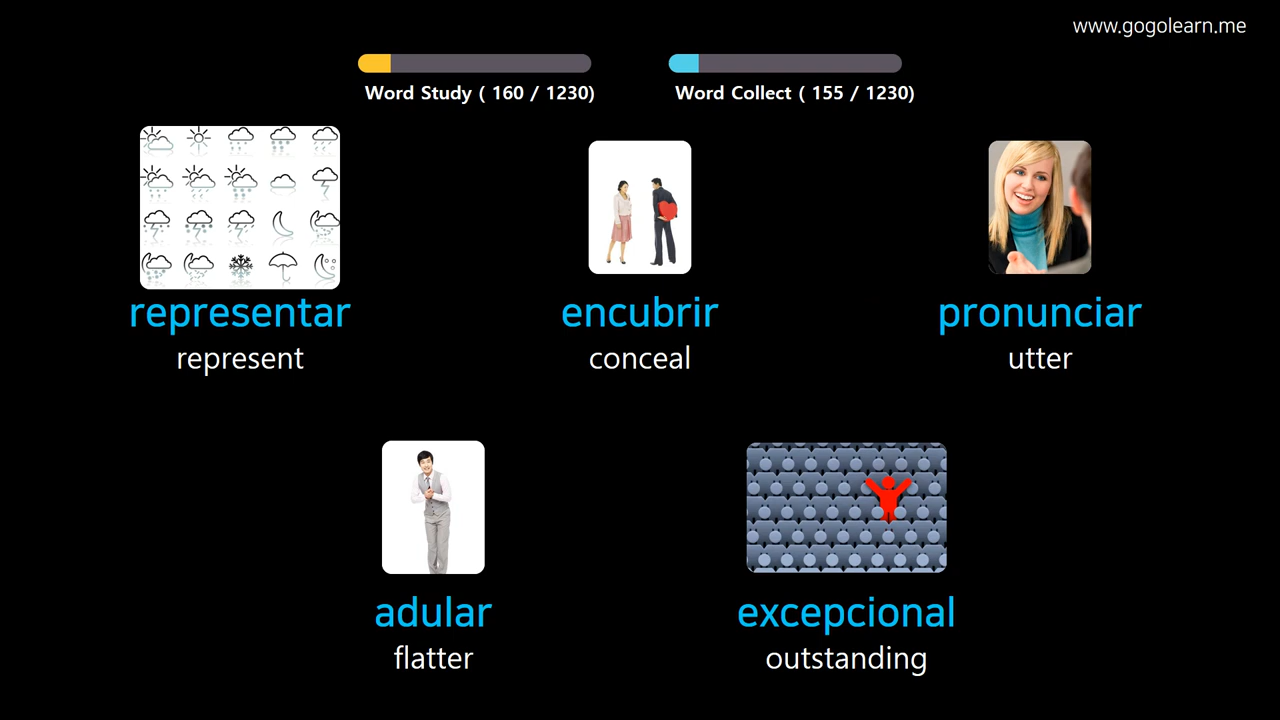 www.gogolearn.me
Word Study ( 160 / 1230)
Word Collect ( 155 / 1230)
representar
represent
encubrir
conceal
pronunciar
utter
adular
flatter
excepcional
outstanding